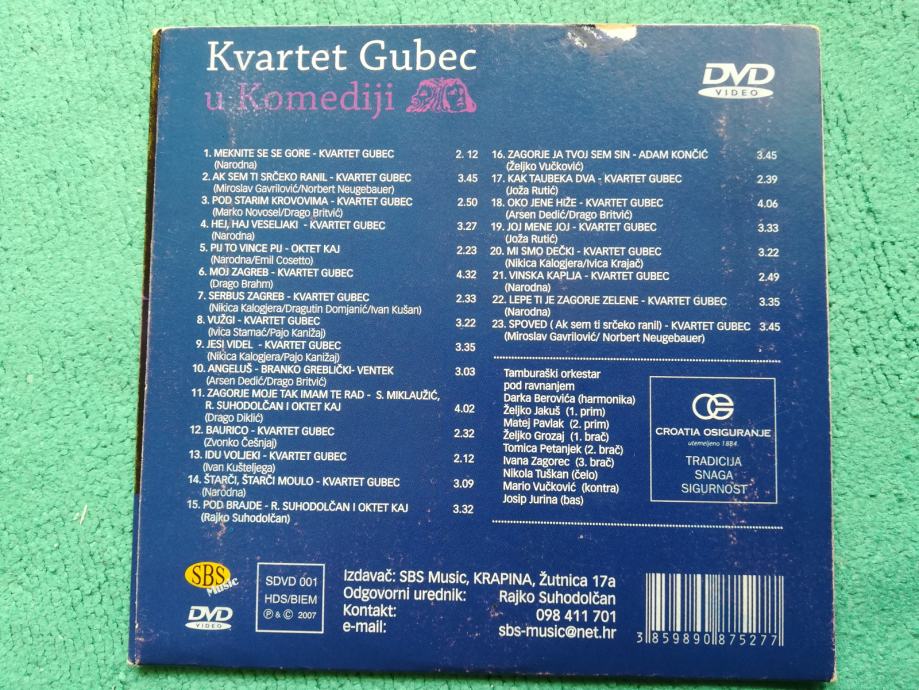 Kvartet Gubec
u Komediji
DVD
VIDEO
1. MEKNITE SE SE GORE - KVARTET GUBEC 2. 12
(Narodna)
2. AK SEM TI SRČEKO RANIL - KVARTET GUBEC 3.45
(Miroslav Gavrilović/Norbert Neugebauer)
3. POD STARIM KROVOVIMA - KVARTET GUBEC 2.50
(Marko Novosel/Drago Britvić)
4. HEJ, HAJ VESELJAKI - KVARTET GUBEC 3.27
(Narodna)
5. PIJ TO VINCE PIJ - OKTET KAJ 2.23
(Narodna/Emil Cosetto)
6. MOJ ZAGREB - KVARTET GUBEC 4.32
(Drago Brahm)
7. SERBUS ZAGREB - KVARTET GUBEC 2.33
(Nikica Kalogjera/Dragutin Domjanić/Ivan Kušan)
8. VUŽGI - KVARTET GUBEC 3.22
(Ivica Stamać/Pajo Kanižaj)
9. JESI VIDEL - KVARTET GUBEC 3.35
(Nikica Kalogjera/Pajo Kanižaj)
10. ANGELUŠ - BRANKO GREBLIČKI- VENTEK 3.03
(Arsen Dedić/Drago Britvić)
11. ZAGORJE MOJE TAK IMAM TE RAD - S. MIKLAUŽIĆ,
R. SUHODOLČAN I OKTET KAJ 4.02
(Drago Diklić)
12. BAURICO - KVARTET GUBEC 2.32
(Zvonko Češnjaj)
13. IDU VOLJEKI - KVARTET GUBEC 2.12
(Ivan Kušteljega)
14. ŠTARČI, ŠTARČI MOULO - KVARTET GUBEC 3.09
(Narodna)
15. POD BRAJDE - R. SUHODOLČAN I OKTET KAJ 3.32
(Rajko Suhodolčan)
16. ZAGORJE JA TVOJ SEM SIN - ADAM KONČIĆ 3.45
(Željko Vučković)
17. KAK TAUBEKA DVA - KVARTET GUBEC 2.39
(Joža Rutić)
18. OKO JENE HIŽE - KVARTET GUBEC 4.06
(Arsen Dedić/Drago Britvić)
19. JOJ MENE JOJ - KVARTET GUBEC 3.33
(Joža Rutić)
20. MI SMO DEČKI - KVARTET GUBEC 3.22
(Nikica Kalogjera/Ivica Krajač)
21. VINSKA KAPLJA - KVARTET GUBEC 2.49
(Narodna)
22. LEPE TI JE ZAGORJE ZELENE - KVARTET GUBEC 3.35
(Narodna)
23. SPOVED ( Ak sem ti srčeko ranil) - KVARTET GUBEC 3.45
(Miroslav Gavrilović/ Norbert Neugebauer)
Tamburaški orkestar
pod ravnanjem
Darka Berovića (harmonika)
Željko Jakuš (1. prim)
Matej Pavlak (2. prim)
Željko Grozaj (1. brač)
Tomica Petanjek (2. brač)
Ivana Zagorec (3. brač)
Nikola Tuškan (čelo)
Mario Vučković (kontra)
Josip Jurina (bas)
CROATIA OSIGURANJE
utemeljeno 1884.
TRADICIJA
SNAGA
SIGURNOST
SBS
Music
DVD
VIDEO
SDVD 001
HDS/BIEM
℗ & © 2007
Izdavač: SBS Music, KRAPINA, Žutnica 17a
Odgovorni urednik: Rajko Suhodolčan
Kontakt: 098 411 701
e-mail: sbs-music@net.hr
3 859890 875277